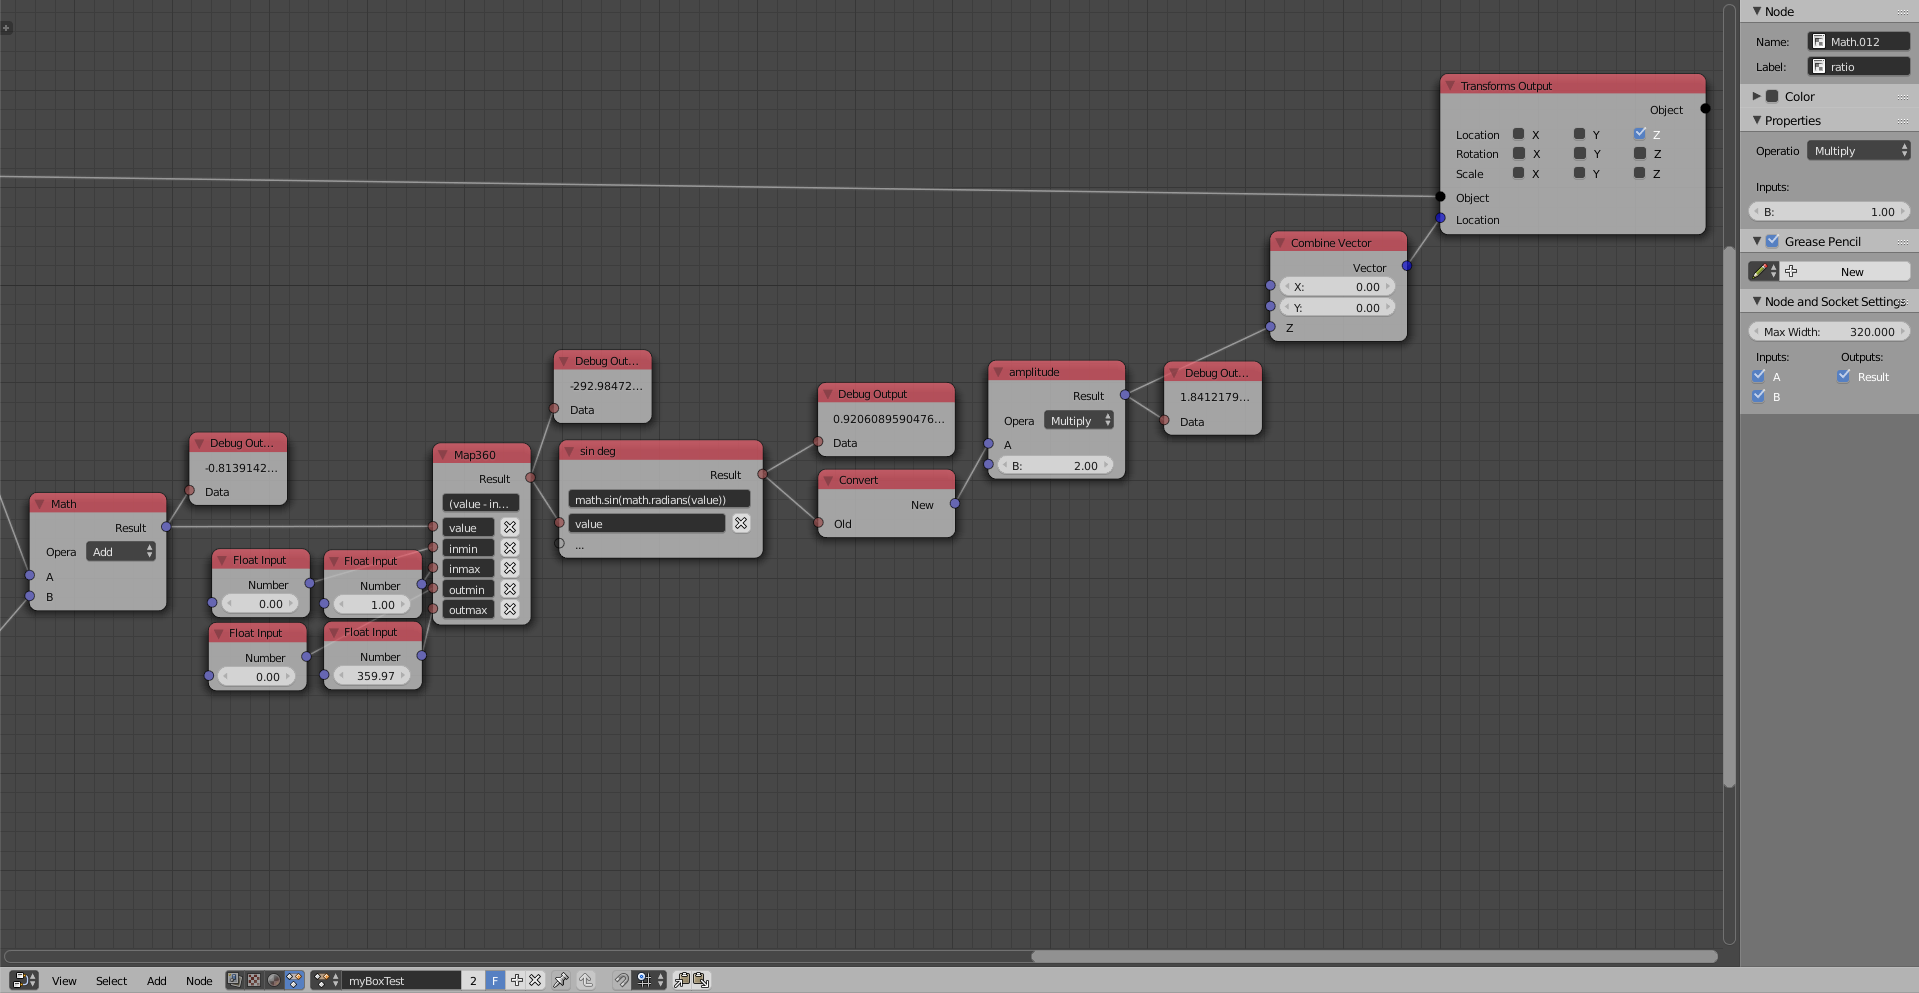 Transforms Output
Object
Location X Y Z
Rotation X Y Z
Scale X Y Z
Object
Location
Combine Vector
Vector
X: 0.00
Y: 0.00
Z
Debug Out...
-292.98472...
Data
Debug Output
0.9206089590476...
Data
amplitude
Result
Opera Multiply
A
B: 2.00
Debug Out...
1.8412179...
Data
Debug Out...
-0.8139142...
Data
Map360
Result
(value - in...
value
inmin
inmax
outmin
outmax
sin deg
Result
math.sin(math.radians(value))
value
...
Convert
New
Old
Math
Result
Opera Add
A
B
Float Input
Number
0.00
Float Input
Number
1.00
Float Input
Number
0.00
Float Input
Number
359.97
Node
Name: Math.012
Label: ratio
Color
Properties
Operatio Multiply
Inputs:
B: 1.00
Grease Pencil
New
Node and Socket Settings
Max Width: 320.000
Inputs: Outputs:
A Result
B
View Select Add Node myBoxTest 2 F